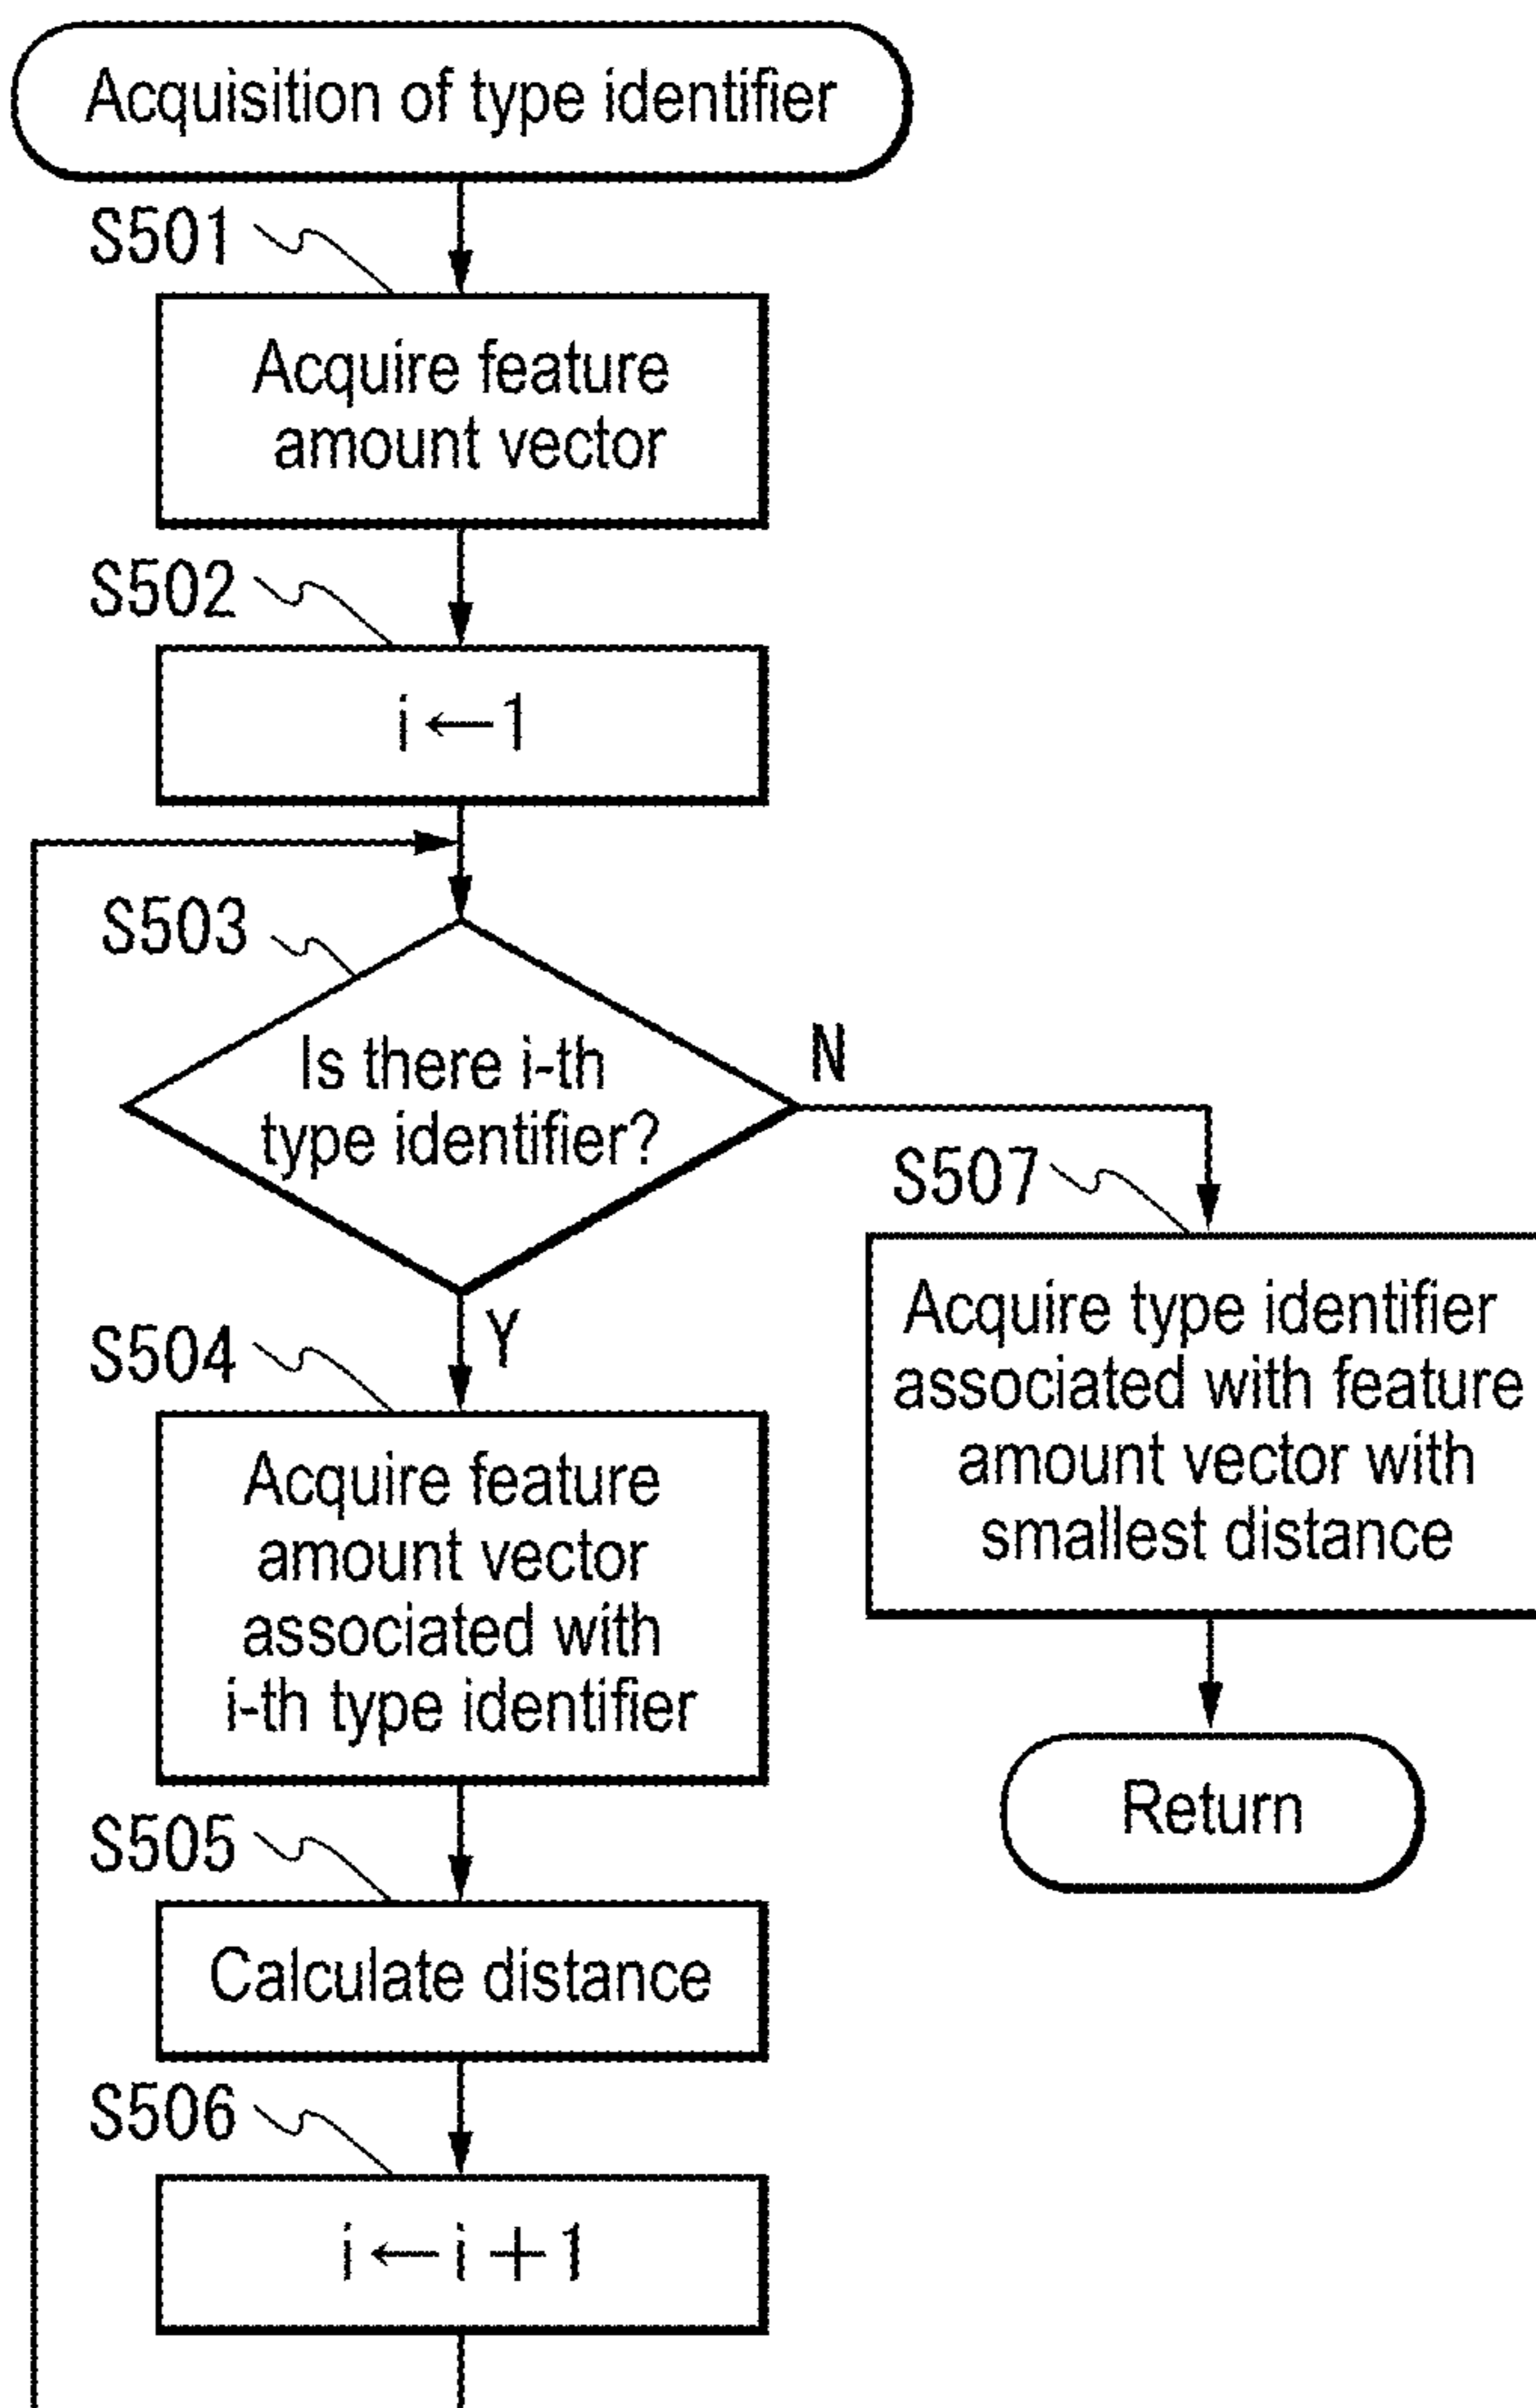 Acquisition of type identifier
S501
Acquire feature
amount vector
S502
i←1
S503
Is there i-th
type identifier?
N
Y
S504
Acquire feature
amount vector
associated with
i-th type identifier
S505
Calculate distance
S506
i←i+1
S507
Acquire type identifier
associated with feature
amount vector with
smallest distance
Return